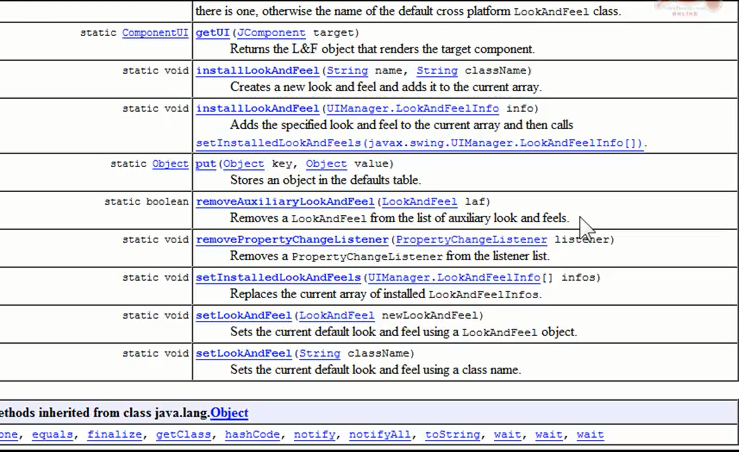 there is one, otherwise the name of the default cross platform LookAndFeel class.
static ComponentUI getUI(JComponent target)
Returns the L&F object that renders the target component.
static void installLookAndFeel(String name, String className)
Creates a new look and feel and adds it to the current array.
static void installLookAndFeel(UIManager.LookAndFeelInfo info)
Adds the specified look and feel to the current array and then calls
setInstalledLookAndFeels(javax.swing.UIManager.LookAndFeelInfo[]).
static Object put(Object key, Object value)
Stores an object in the defaults table.
static boolean removeAuxiliaryLookAndFeel(LookAndFeel laf)
Removes a LookAndFeel from the list of auxiliary look and feels.
static void removePropertyChangeListener(PropertyChangeListener listener)
Removes a PropertyChangeListener from the listener list.
static void setInstalledLookAndFeels(UIManager.LookAndFeelInfo[] infos)
Replaces the current array of installed LookAndFeelInfos.
static void setLookAndFeel(LookAndFeel newLookAndFeel)
Sets the current default look and feel using a LookAndFeel object.
static void setLookAndFeel(String className)
Sets the current default look and feel using a class name.
ethods inherited from class java.lang.Object
one, equals, finalize, getClass, hashCode, notify, notifyAll, toString, wait, wait, wait